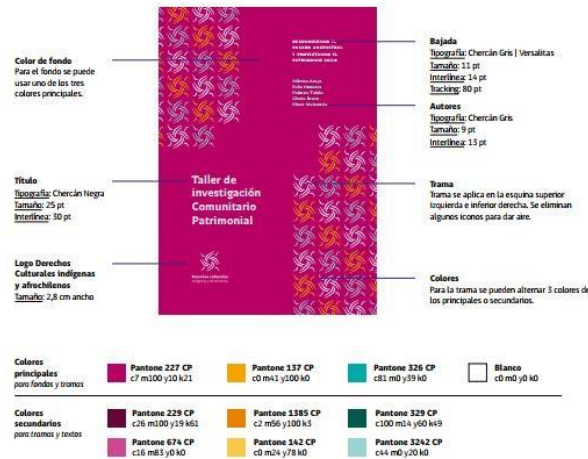 Color de fondo
Para el fondo se puede
usar uno de los tres
colores principales.
Título
Tipografía: Chercán Negra
Tamaño: 25 pt
Interlínea: 30 pt
Logo Derechos
Culturales indígenas
y afrochilenos
Tamaño: 2,8 cm ancho
PATRIMONIO
Taller de
investigación
Comunitario
Patrimonial
Derechos culturales
Bajada
Tipografía: Chercán Gris | Versalitas
Tamaño: 11 pt
Interlínea: 14 pt
Tracking: 80 pt
Autores
Tipografía: Chercán Gris
Tamaño: 9 pt
Interlínea: 13 pt
Trama
Trama se aplica en la esquina superior
izquierda e inferior derecha. Se eliminan
algunos iconos para dar aire.
Colores
Para la trama se pueden alternar 3 colores de
los principales o secundarios.
Colores
principales
para fondos y tramas
Pantone 227 CP
c7 m100 y10 k21
Pantone 137 CP
c0 m41 y100 k0
Pantone 326 CP
c81 m0 y39 k0
Blanco
c0 m0 y0 k0
Colores
secundarios
para tramas y textos
Pantone 229 CP
c26 m100 y19 k61
Pantone 1385 CP
c2 m56 y100 k3
Pantone 329 CP
c100 m14 y60 k49
Pantone 674 CP
c16 m83 y0 k0
Pantone 142 CP
c0 m24 y78 k0
Pantone 3242 CP
c44 m0 y20 k0